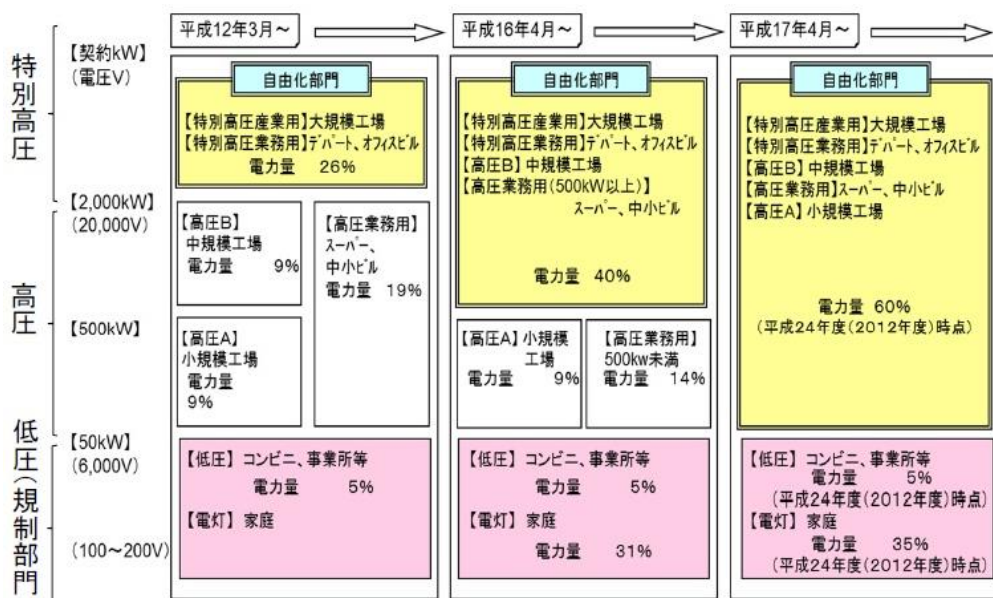 平成12年3月～
平成16年4月～
平成17年4月～
特別高圧
高圧
低圧(規制部門)
【契約kW】
(電圧V)
【2,000kW】
(20,000V)
【500kW】
【50kW】
(6,000V)
(100～200V)
自由化部門
【特別高圧産業用】大規模工場
【特別高圧業務用】デパート、オフィスビル
電力量 26%
【高圧B】
中規模工場
電力量 9%
【高圧業務用】
スーパー、
中小ビル
電力量 19%
【高圧A】
小規模工場
電力量
9%
【低圧】 コンビニ、事業所等
電力量 5%
【電灯】 家庭
自由化部門
【特別高圧産業用】大規模工場
【特別高圧業務用】デパート、オフィスビル
【高圧B】中規模工場
【高圧業務用(500kW以上)】
スーパー、中小ビル
電力量 40%
【高圧A】小規模
工場
電力量 9%
【高圧業務用】
500kw未満
電力量 14%
【低圧】 コンビニ、事業所等
電力量 5%
【電灯】 家庭
電力量 31%
自由化部門
【特別高圧産業用】大規模工場
【特別高圧業務用】デパート、オフィスビル
【高圧B】中規模工場
【高圧業務用】スーパー、中小ビル
【高圧A】小規模工場
電力量 60%
(平成24年度(2012年度)時点)
【低圧】 コンビニ、事業所等
電力量 5%
(平成24年度(2012年度)時点)
【電灯】 家庭
電力量 35%
(平成24年度(2012年度)時点)